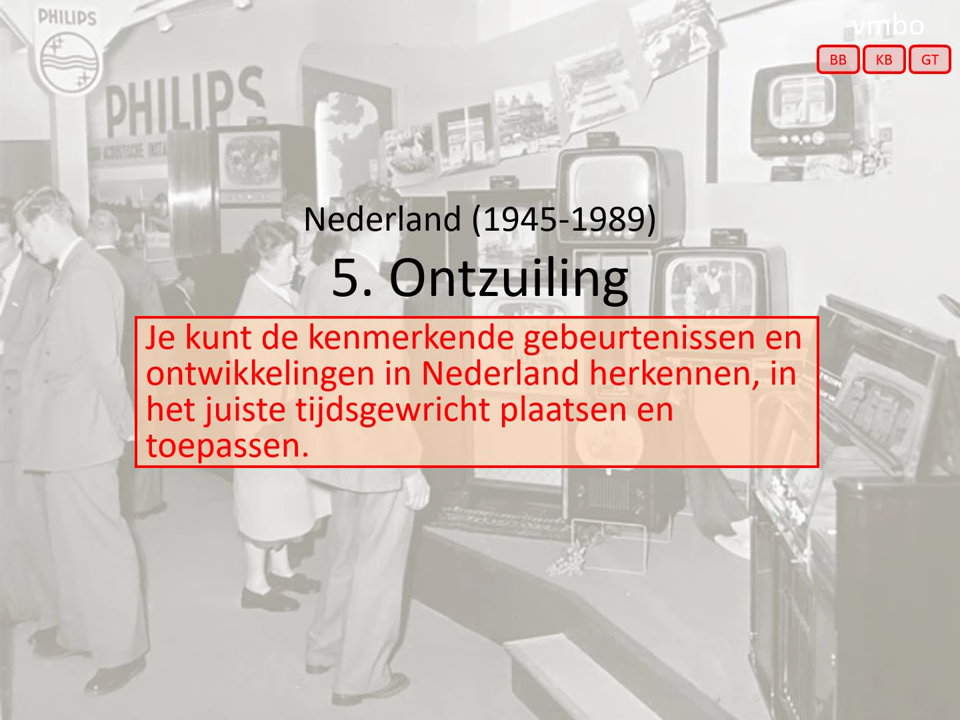 PHILIPS
vmbo
BB KB GT
PHILIPS
Nederland (1945-1989)
5. Ontzuiling
Je kunt de kenmerkende gebeurtenissen en
ontwikkelingen in Nederland herkennen, in
het juiste tijdsgewricht plaatsen en
toepassen.